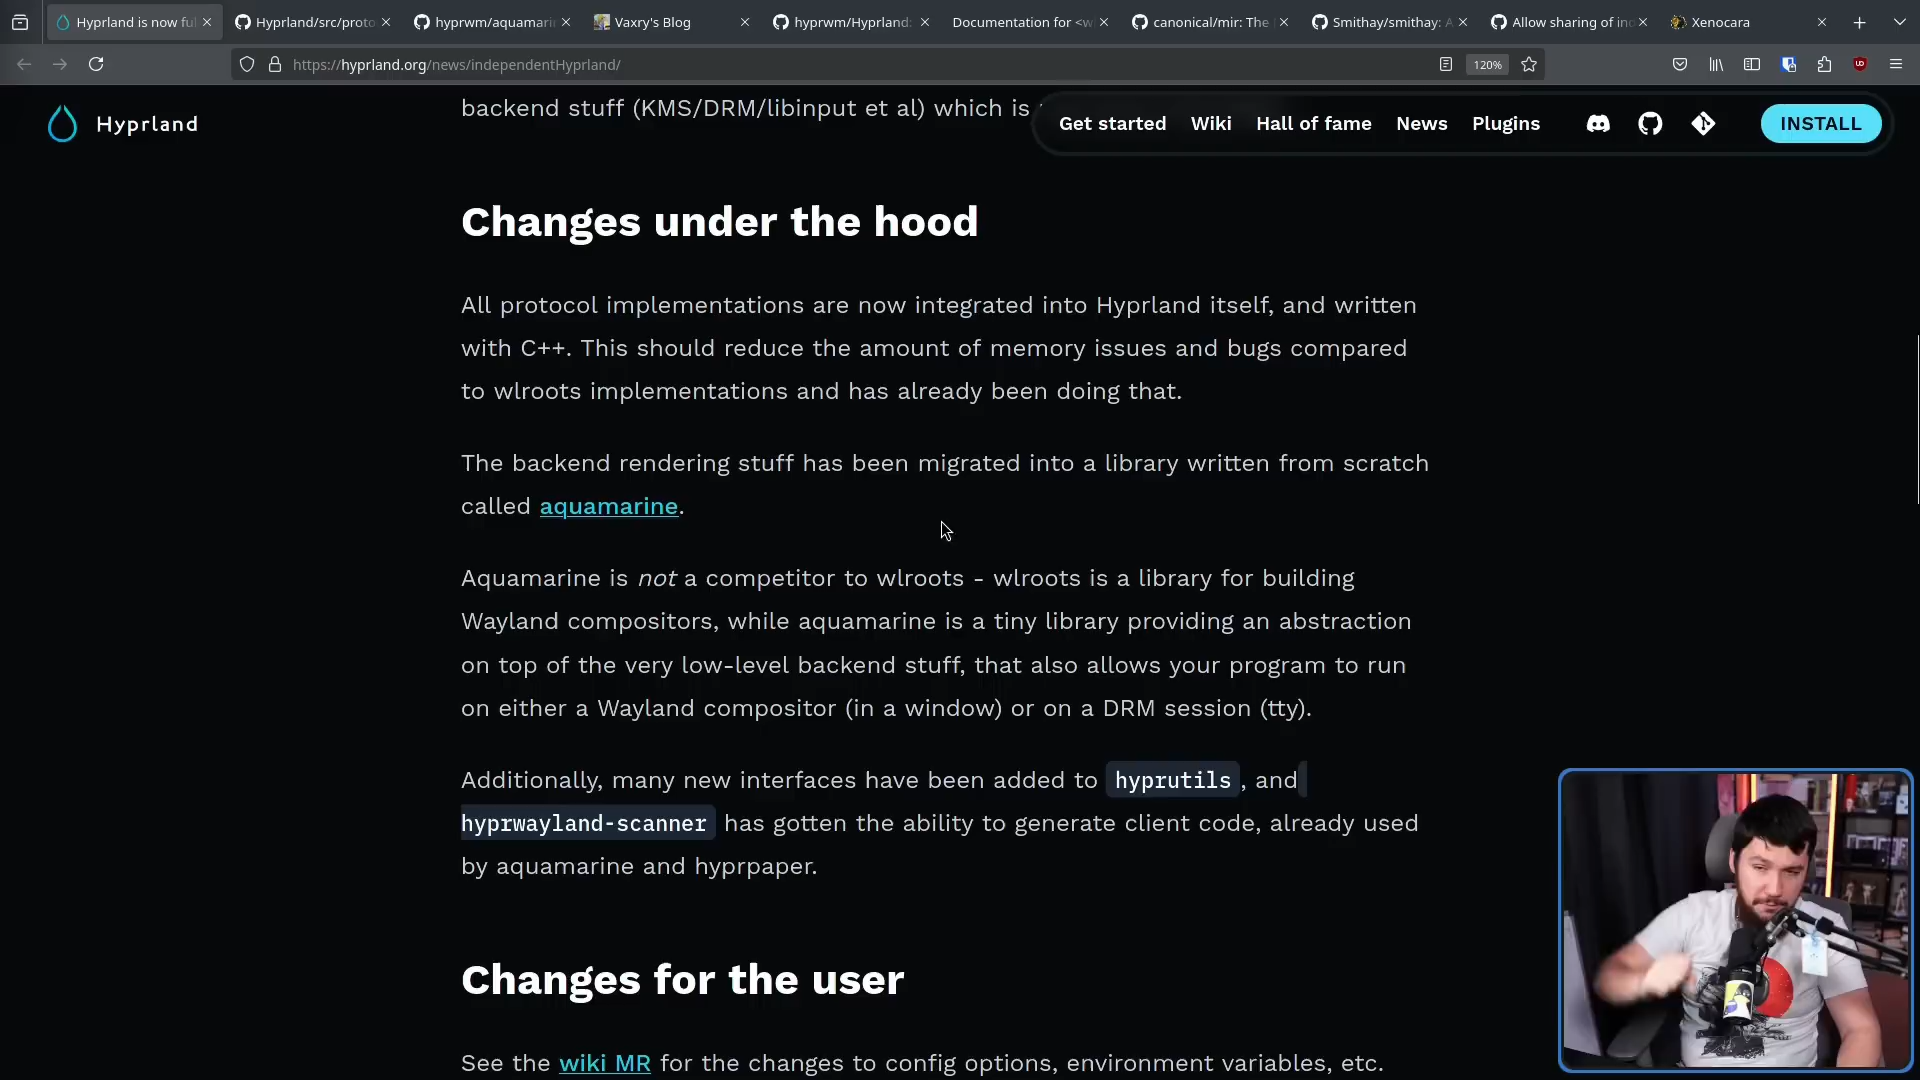 Hyprland is now ful
Hyprland/src/proto
hyprwm/aquamarin
Vaxry's Blog
hyprwm/Hyprland:
Documentation for <w
canonical/mir: The
Smithay/smithay: A
Allow sharing of ind
Xenocara
https://hyprland.org/news/independentHyprland/
120%
Hyprland
Get started
Wiki
Hall of fame
News
Plugins
INSTALL
backend stuff (KMS/DRM/libinput et al) which is
Changes under the hood
All protocol implementations are now integrated into Hyprland itself, and written
with C++. This should reduce the amount of memory issues and bugs compared
to wlroots implementations and has already been doing that.
The backend rendering stuff has been migrated into a library written from scratch
called aquamarine.
Aquamarine is not a competitor to wlroots - wlroots is a library for building
Wayland compositors, while aquamarine is a tiny library providing an abstraction
on top of the very low-level backend stuff, that also allows your program to run
on either a Wayland compositor (in a window) or on a DRM session (tty).
Additionally, many new interfaces have been added to hyprutils, and
hyprwayland-scanner has gotten the ability to generate client code, already used
by aquamarine and hyprpaper.
Changes for the user
See the wiki MR for the changes to config options, environment variables, etc.